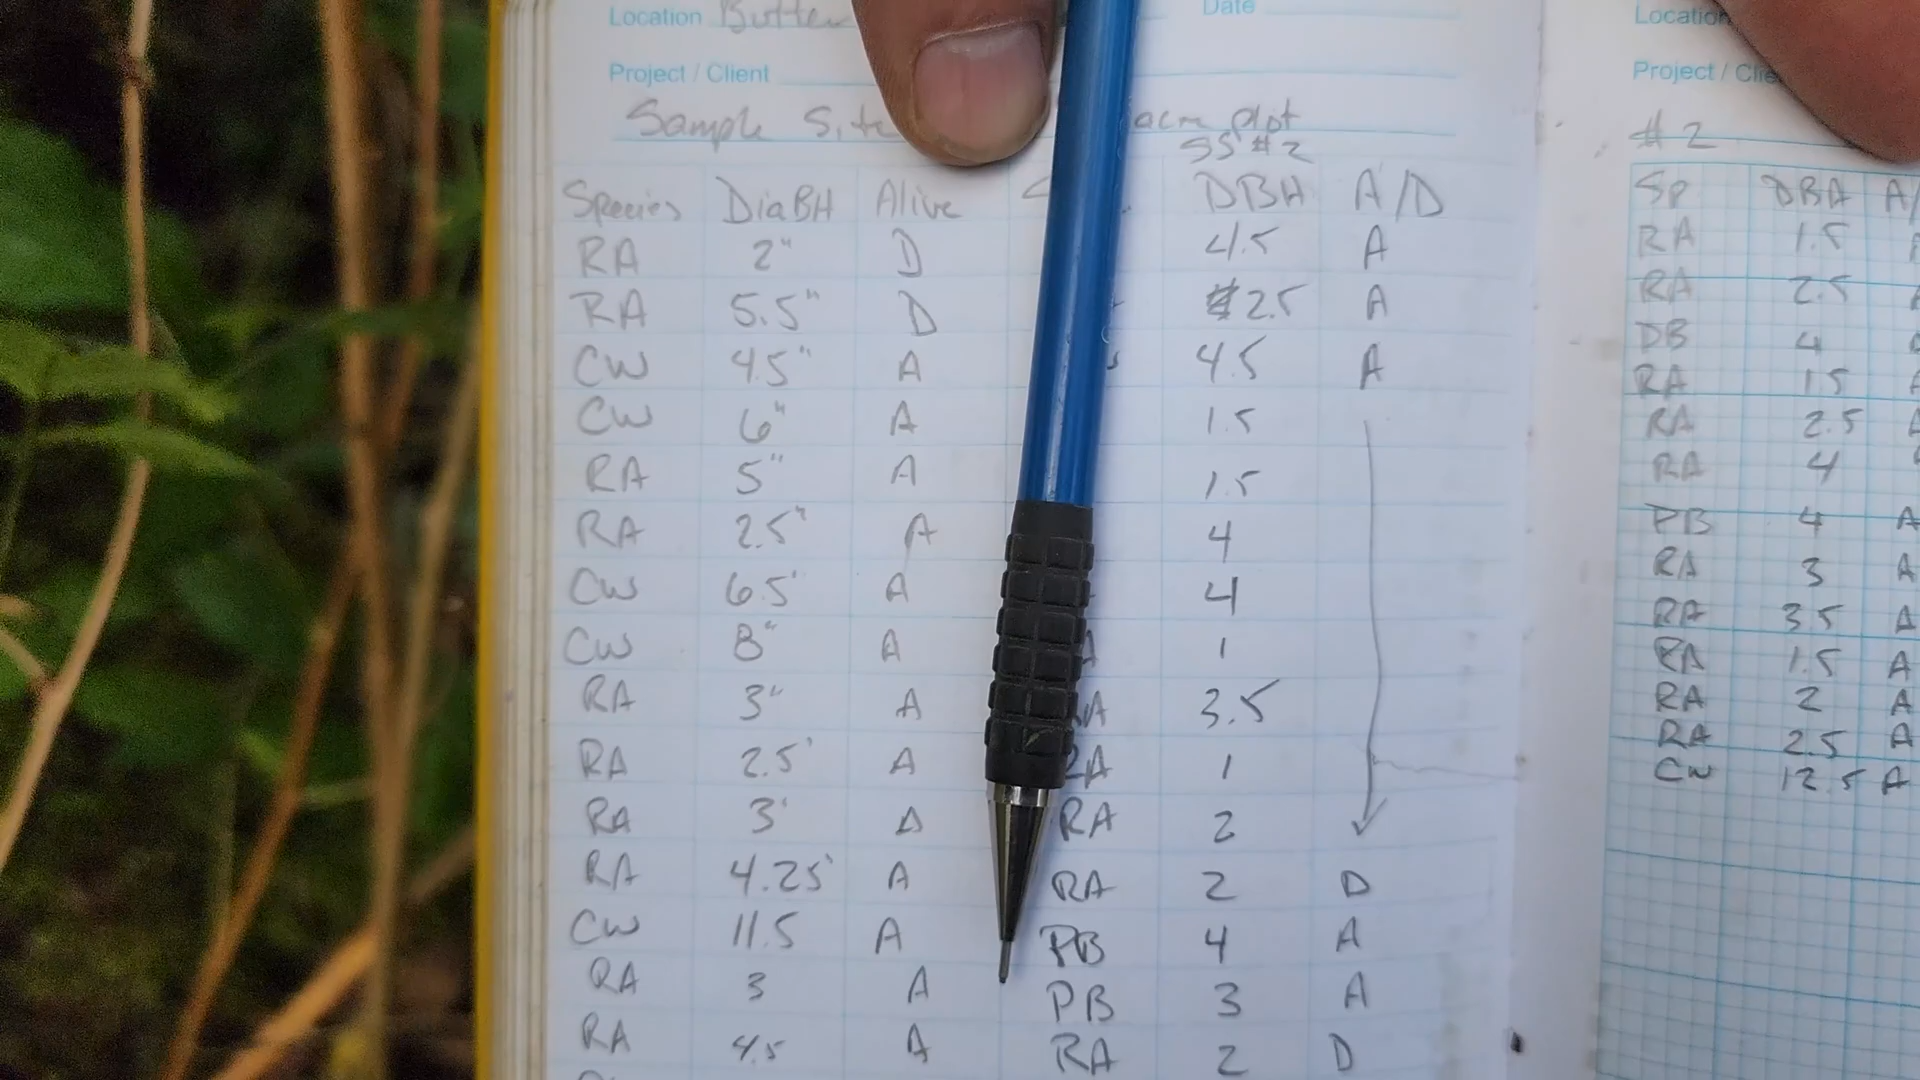 Location Butter
Date
Project / Client
Sample Site acre plot
SS #2
Species DiaBH Alive DBH A/D
RA 2" D 4.5 A
RA 5.5" D 2.5 A
CW 4.5" A 4.5 A
CW 6" A 1.5
RA 5" A 1.5
RA 2.5" A 4
CW 6.5' A 4
CW 8" A 1
RA 3" A RA 3.5
RA 2.5' A RA 1
RA 3' RA 2
RA 4.25' A RA 2 D
CW 11.5 A PB 4 A
RA 3 A PB 3 A
RA 4.5 A RA 2 D
Location
Project / Clie
#2
SP DBA A/
RA 1.5
RA 2.5
DB 4
RA 1.5
RA 2.5
RA 4
PB 4 A
RA 3 A
RA 3.5 A
RA 1.5 A
RA 2 A
RA 2.5 A
CW 12.5 A